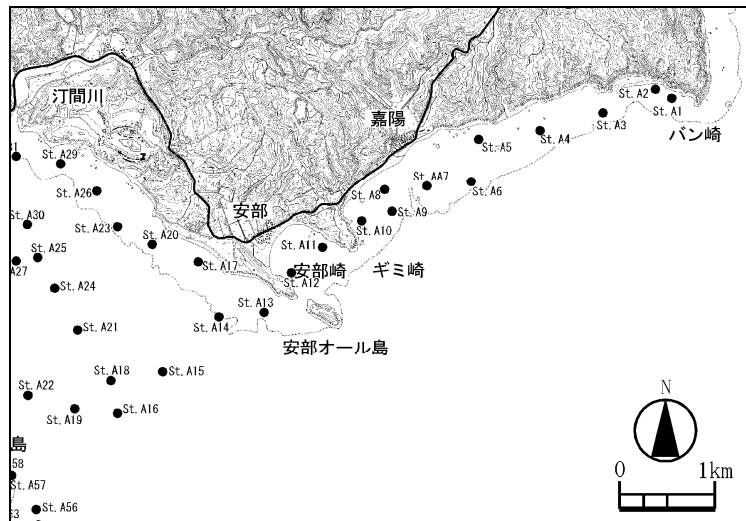 汀間川
St. A2
St. A1
嘉陽
St. A3
バン崎
St. A4
St. A5
31
St. A29
St. A8
St. AA7
St. A6
St. A26
安部
St. A9
St. A30
St. A23
St. A10
St. A20
St. A11
St. A25
A27
St. A17
安部崎
ギミ崎
St. A12
St. A24
St. A13
St. A14
St. A21
安部オール島
St. A18
St. A15
St. A22
St. A19
St. A16
N
島
58
0
1km
St. A57
St. A56
63